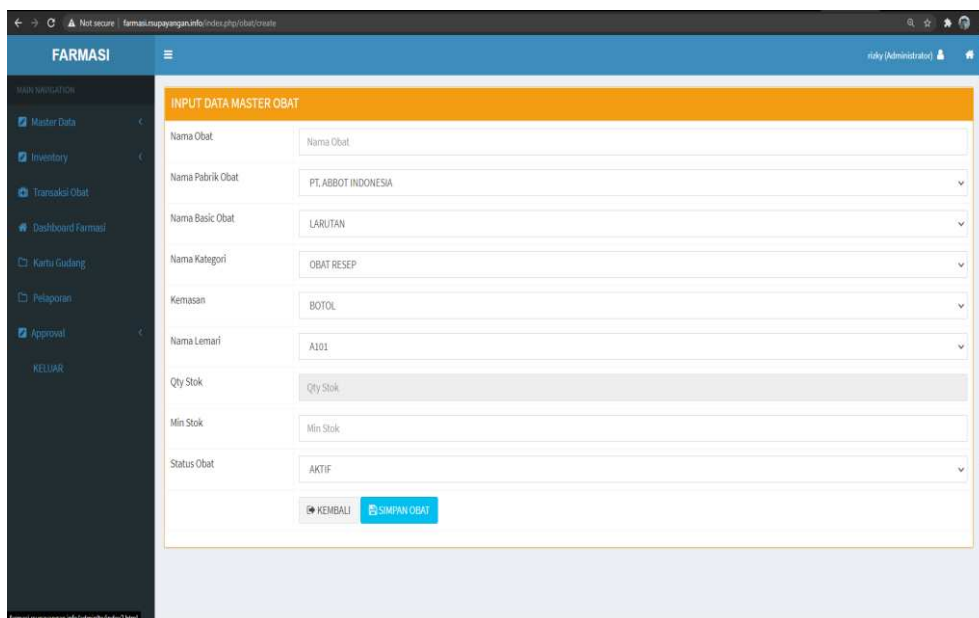 Not secure | farmasi.rsupayangan.info/index.php/obat/create
FARMASI
rizky (Administrator)
MAIN NAVIGATION
Master Data
Inventory
Transaksi Obat
Dashboard Farmasi
Kartu Gudang
Pelaporan
Approval
KELUAR
INPUT DATA MASTER OBAT
Nama Obat
Nama Obat
Nama Pabrik Obat
PT. ABBOT INDONESIA
Nama Basic Obat
LARUTAN
Nama Kategori
OBAT RESEP
Kemasan
BOTOL
Nama Lemari
A101
Qty Stok
Qty Stok
Min Stok
Min Stok
Status Obat
AKTIF
KEMBALI
SIMPAN OBAT